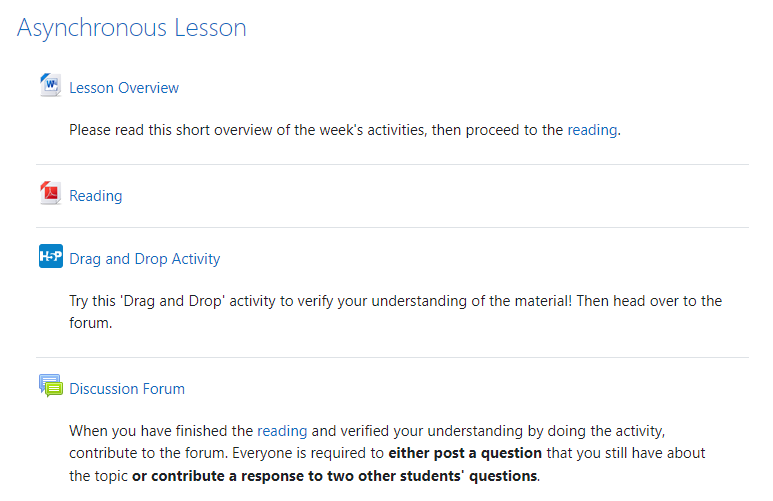 Asynchronous Lesson
Lesson Overview
Please read this short overview of the week's activities, then proceed to the reading.
Reading
H5P Drag and Drop Activity
Try this 'Drag and Drop' activity to verify your understanding of the material! Then head over to the
forum.
Discussion Forum
When you have finished the reading and verified your understanding by doing the activity,
contribute to the forum. Everyone is required to either post a question that you still have about
the topic or contribute a response to two other students' questions.